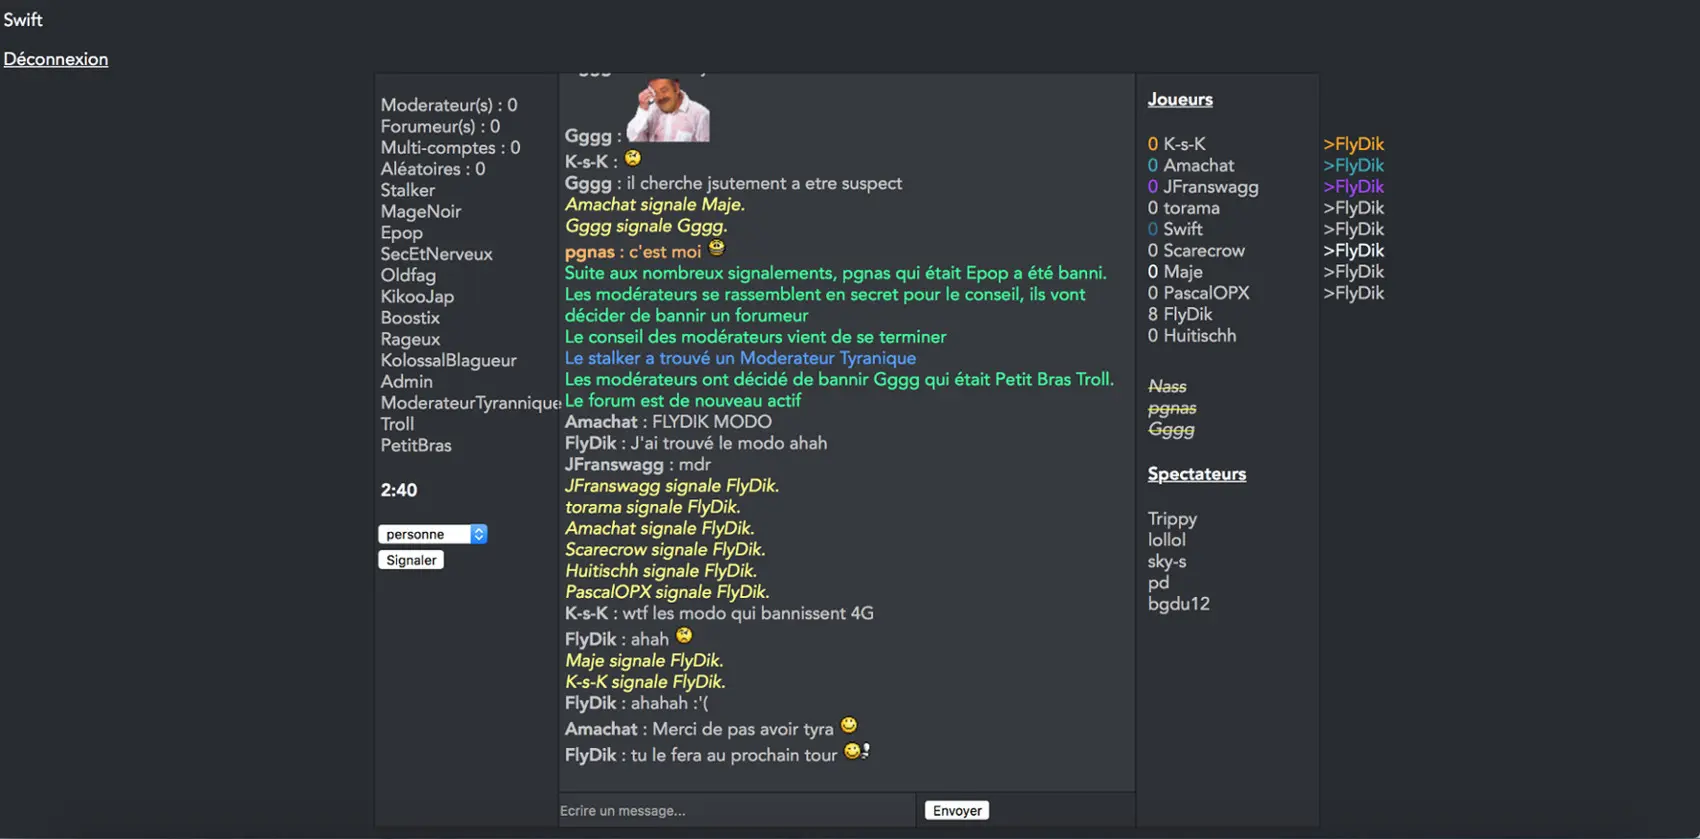 Swift
Déconnexion
Moderateur(s) : 0
Forumeur(s) : 0
Multi-comptes : 0
Aléatoires : 0
Stalker
MageNoir
Epop
SecEtNerveux
Oldfag
KikooJap
Boostix
Rageux
KolossalBlagueur
Admin
ModerateurTyrannique
Troll
PetitBras
2:40
personne
Signaler
Gggg :
K-s-K :
Gggg : il cherche jsutement a etre suspect
Amachat signale Maje.
Gggg signale Gggg.
pgnas : c'est moi
Suite aux nombreux signalements, pgnas qui était Epop a été banni.
Les modérateurs se rassemblent en secret pour le conseil, ils vont
décider de bannir un forumeur
Le conseil des modérateurs vient de se terminer
Le stalker a trouvé un Moderateur Tyranique
Les modérateurs ont décidé de bannir Gggg qui était Petit Bras Troll.
Le forum est de nouveau actif
Amachat : FLYDIK MODO
FlyDik : J'ai trouvé le modo ahah
JFranswagg : mdr
JFranswagg signale FlyDik.
torama signale FlyDik.
Amachat signale FlyDik.
Scarecrow signale FlyDik.
Huitischh signale FlyDik.
PascalOPX signale FlyDik.
K-s-K : wtf les modo qui bannissent 4G
FlyDik : ahah
Maje signale FlyDik.
K-s-K signale FlyDik.
FlyDik : ahahah :'(
Amachat : Merci de pas avoir tyra
FlyDik : tu le fera au prochain tour
Ecrire un message...
Envoyer
Joueurs
0 K-s-K >FlyDik
0 Amachat >FlyDik
0 JFranswagg >FlyDik
0 torama >FlyDik
0 Swift >FlyDik
0 Scarecrow >FlyDik
0 Maje >FlyDik
0 PascalOPX >FlyDik
8 FlyDik
0 Huitischh
Nass
pgnas
Gggg
Spectateurs
Trippy
lollol
sky-s
pd
bgdu12